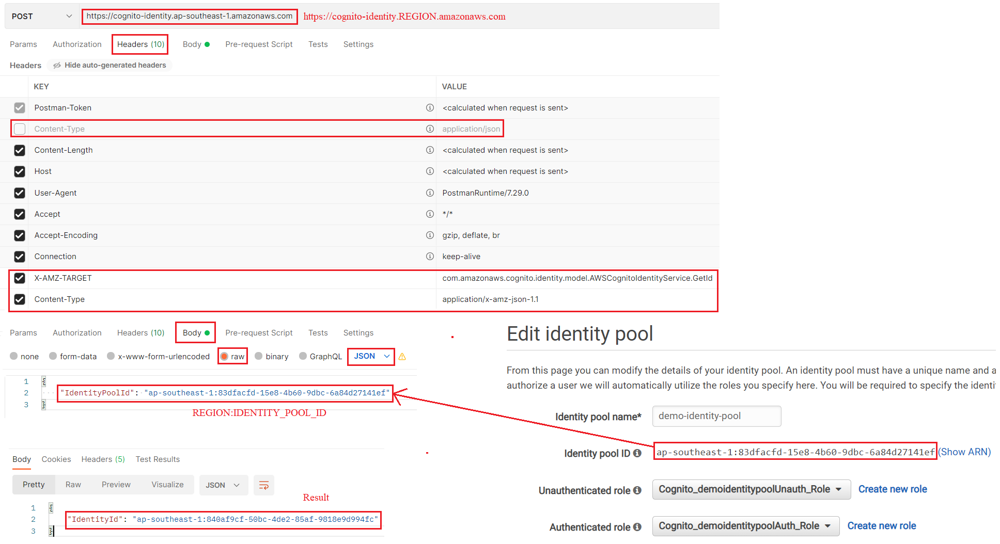 POST https://cognito-identity.ap-southeast-1.amazonaws.com https://cognito-identity.REGION.amazonaws.com
Params Authorization Headers (10) Body Pre-request Script Tests Settings
Headers Hide auto-generated headers
KEY VALUE
Postman-Token <calculated when request is sent>
Content-Type application/json
Content-Length <calculated when request is sent>
Host <calculated when request is sent>
User-Agent PostmanRuntime/7.29.0
Accept */*
Accept-Encoding gzip, deflate, br
Connection keep-alive
X-AMZ-TARGET com.amazonaws.cognito.identity.model.AWSCognitoIdentityService.GetId
Content-Type application/x-amz-json-1.1
Params Authorization Headers (10) Body Pre-request Script Tests Settings
none form-data x-www-form-urlencoded raw binary GraphQL JSON
1 {
2 "IdentityPoolId": "ap-southeast-1:83dfacfd-15e8-4b60-9dbc-6a84d27141ef"
3 }
REGION:IDENTITY_POOL_ID
Body Cookies Headers (5) Test Results
Pretty Raw Preview Visualize JSON
Result
1 {
2 "IdentityId": "ap-southeast-1:840af9cf-50bc-4de2-85af-9818e9d994fc"
3 }
Edit identity pool
From this page you can modify the details of your identity pool. An identity pool must have a unique name and a
authorize a user we will automatically utilize the roles you specify here. You will be required to specify the identi
Identity pool name* demo-identity-pool
Identity pool ID ap-southeast-1:83dfacfd-15e8-4b60-9dbc-6a84d27141ef (Show ARN)
Unauthenticated role Cognito_demoidentitypoolUnauth_Role Create new role
Authenticated role Cognito_demoidentitypoolAuth_Role Create new role